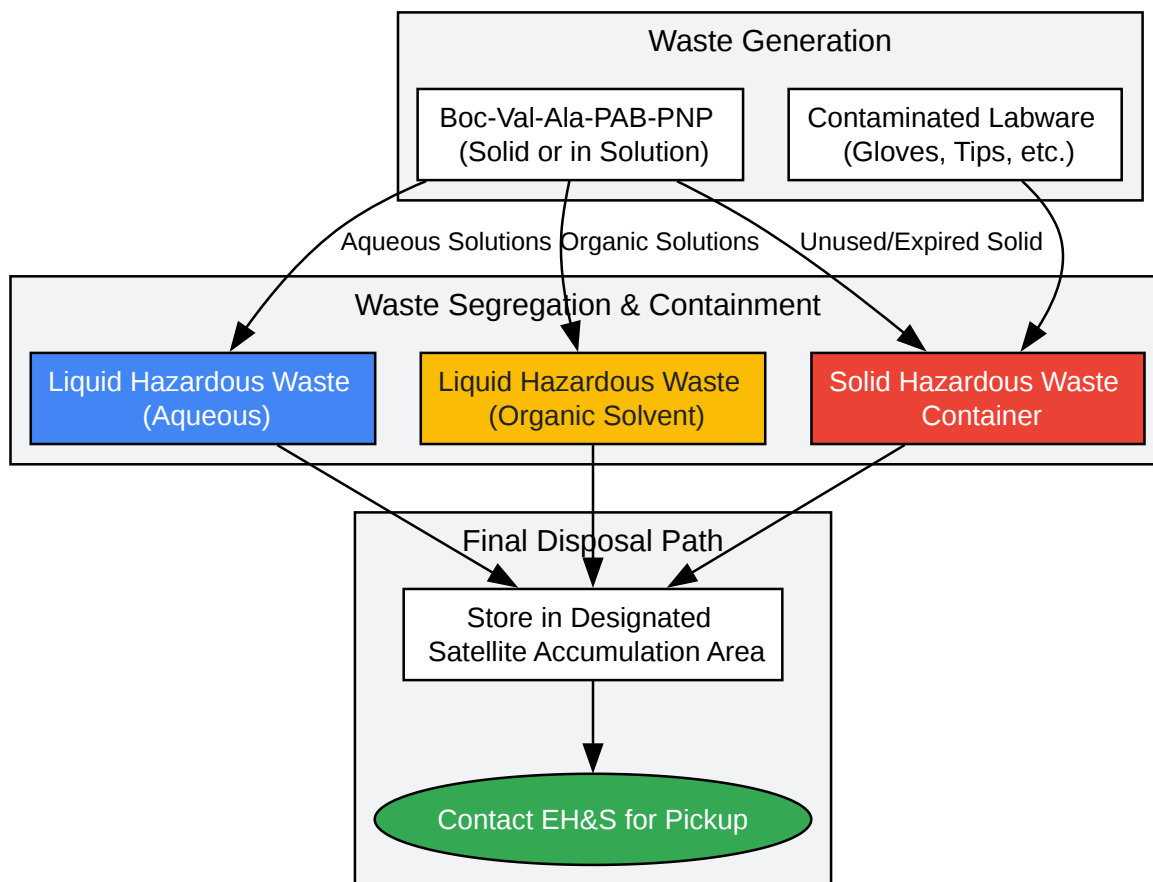 Waste Generation
Boc-Val-Ala-PAB-PNP
(Solid or in Solution)
Contaminated Labware
(Gloves, Tips, etc.)
Aqueous Solutions
Organic Solutions
Unused/Expired Solid
Waste Segregation & Containment
Liquid Hazardous Waste
(Aqueous)
Liquid Hazardous Waste
(Organic Solvent)
Solid Hazardous Waste
Container
Final Disposal Path
Store in Designated
Satellite Accumulation Area
Contact EH&S for Pickup